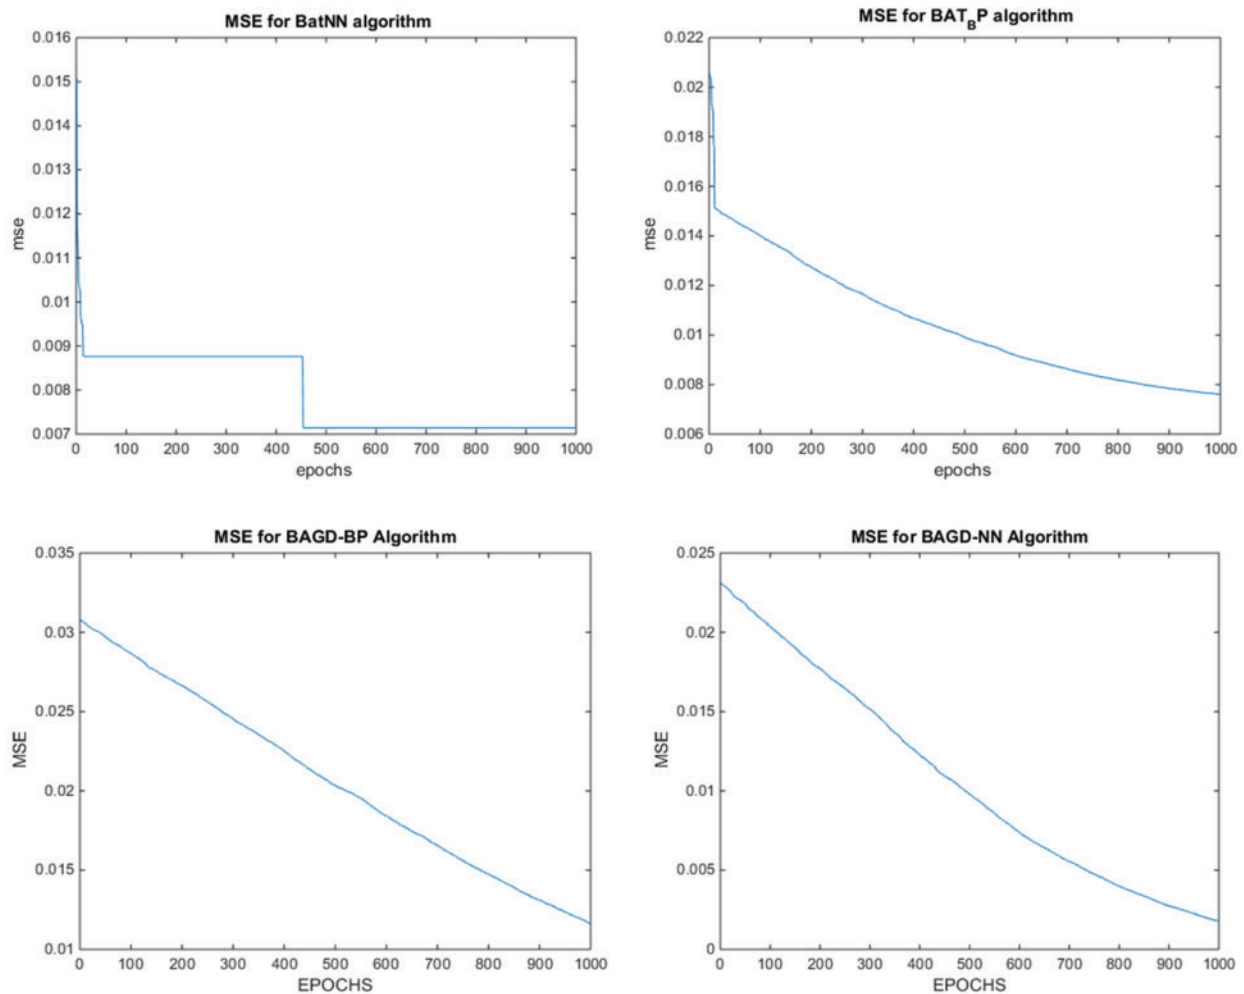 MSE for BatNN algorithm
0.016
0.015
0.014
0.013
0.012
0.011
0.01
0.009
0.008
0.007
mse
0 100 200 300 400 500 600 700 800 900 1000
epochs
MSE for BAT_BP algorithm
0.022
0.02
0.018
0.016
0.014
0.012
0.01
0.008
0.006
mse
0 100 200 300 400 500 600 700 800 900 1000
epochs
MSE for BAGD-BP Algorithm
0.035
0.03
0.025
0.02
0.015
0.01
MSE
0 100 200 300 400 500 600 700 800 900 1000
EPOCHS
MSE for BAGD-NN Algorithm
0.025
0.02
0.015
0.01
0.005
0
MSE
0 100 200 300 400 500 600 700 800 900 1000
EPOCHS